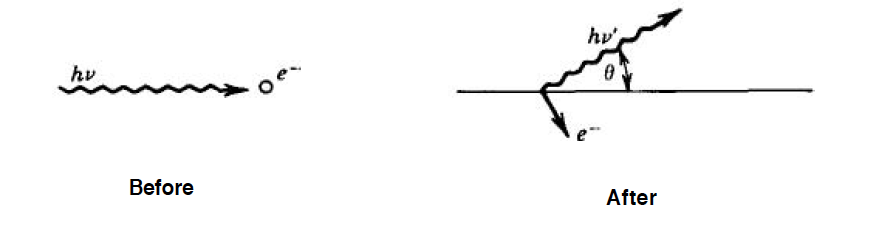 hν
e⁻
Before
hν'
θ
e⁻
After